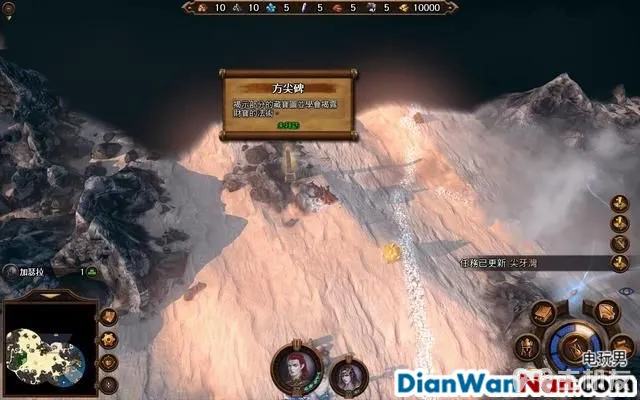 10 10 5 5 5 5 10000
方尖碑
揭示部分的藏寶圖並學會揭露
財寶的法術。
任務已更新 尖牙灣
加瑟拉 1
电玩男
DianWanNan.com